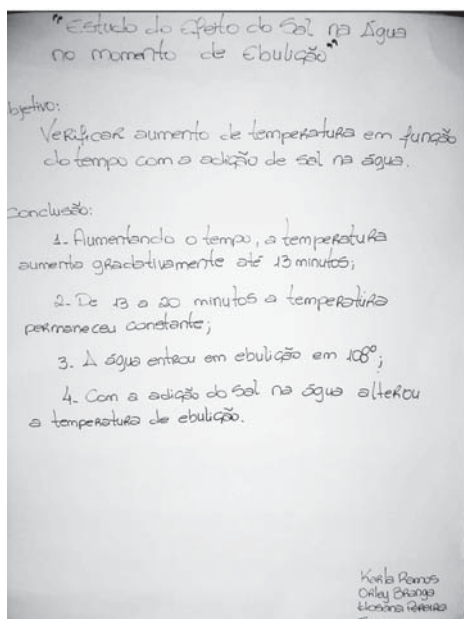 "Estudo do Efeito do Sal na Água
no momento de Ebulição"
bjetivo:
Verificar aumento de temperatura em função
do tempo com a adição de sal na água.
Conclusão:
1. Aumentando o tempo, a temperatura
aumenta gradativamente até 13 minutos;
2. De 13 a 20 minutos a temperatura
permaneceu constante;
3. A água entrou em ebulição em 108°;
4. Com a adição do Sal na água alterou
a temperatura de ebulição.
Karla Ramos
Orley Branga
Elosana Pereira